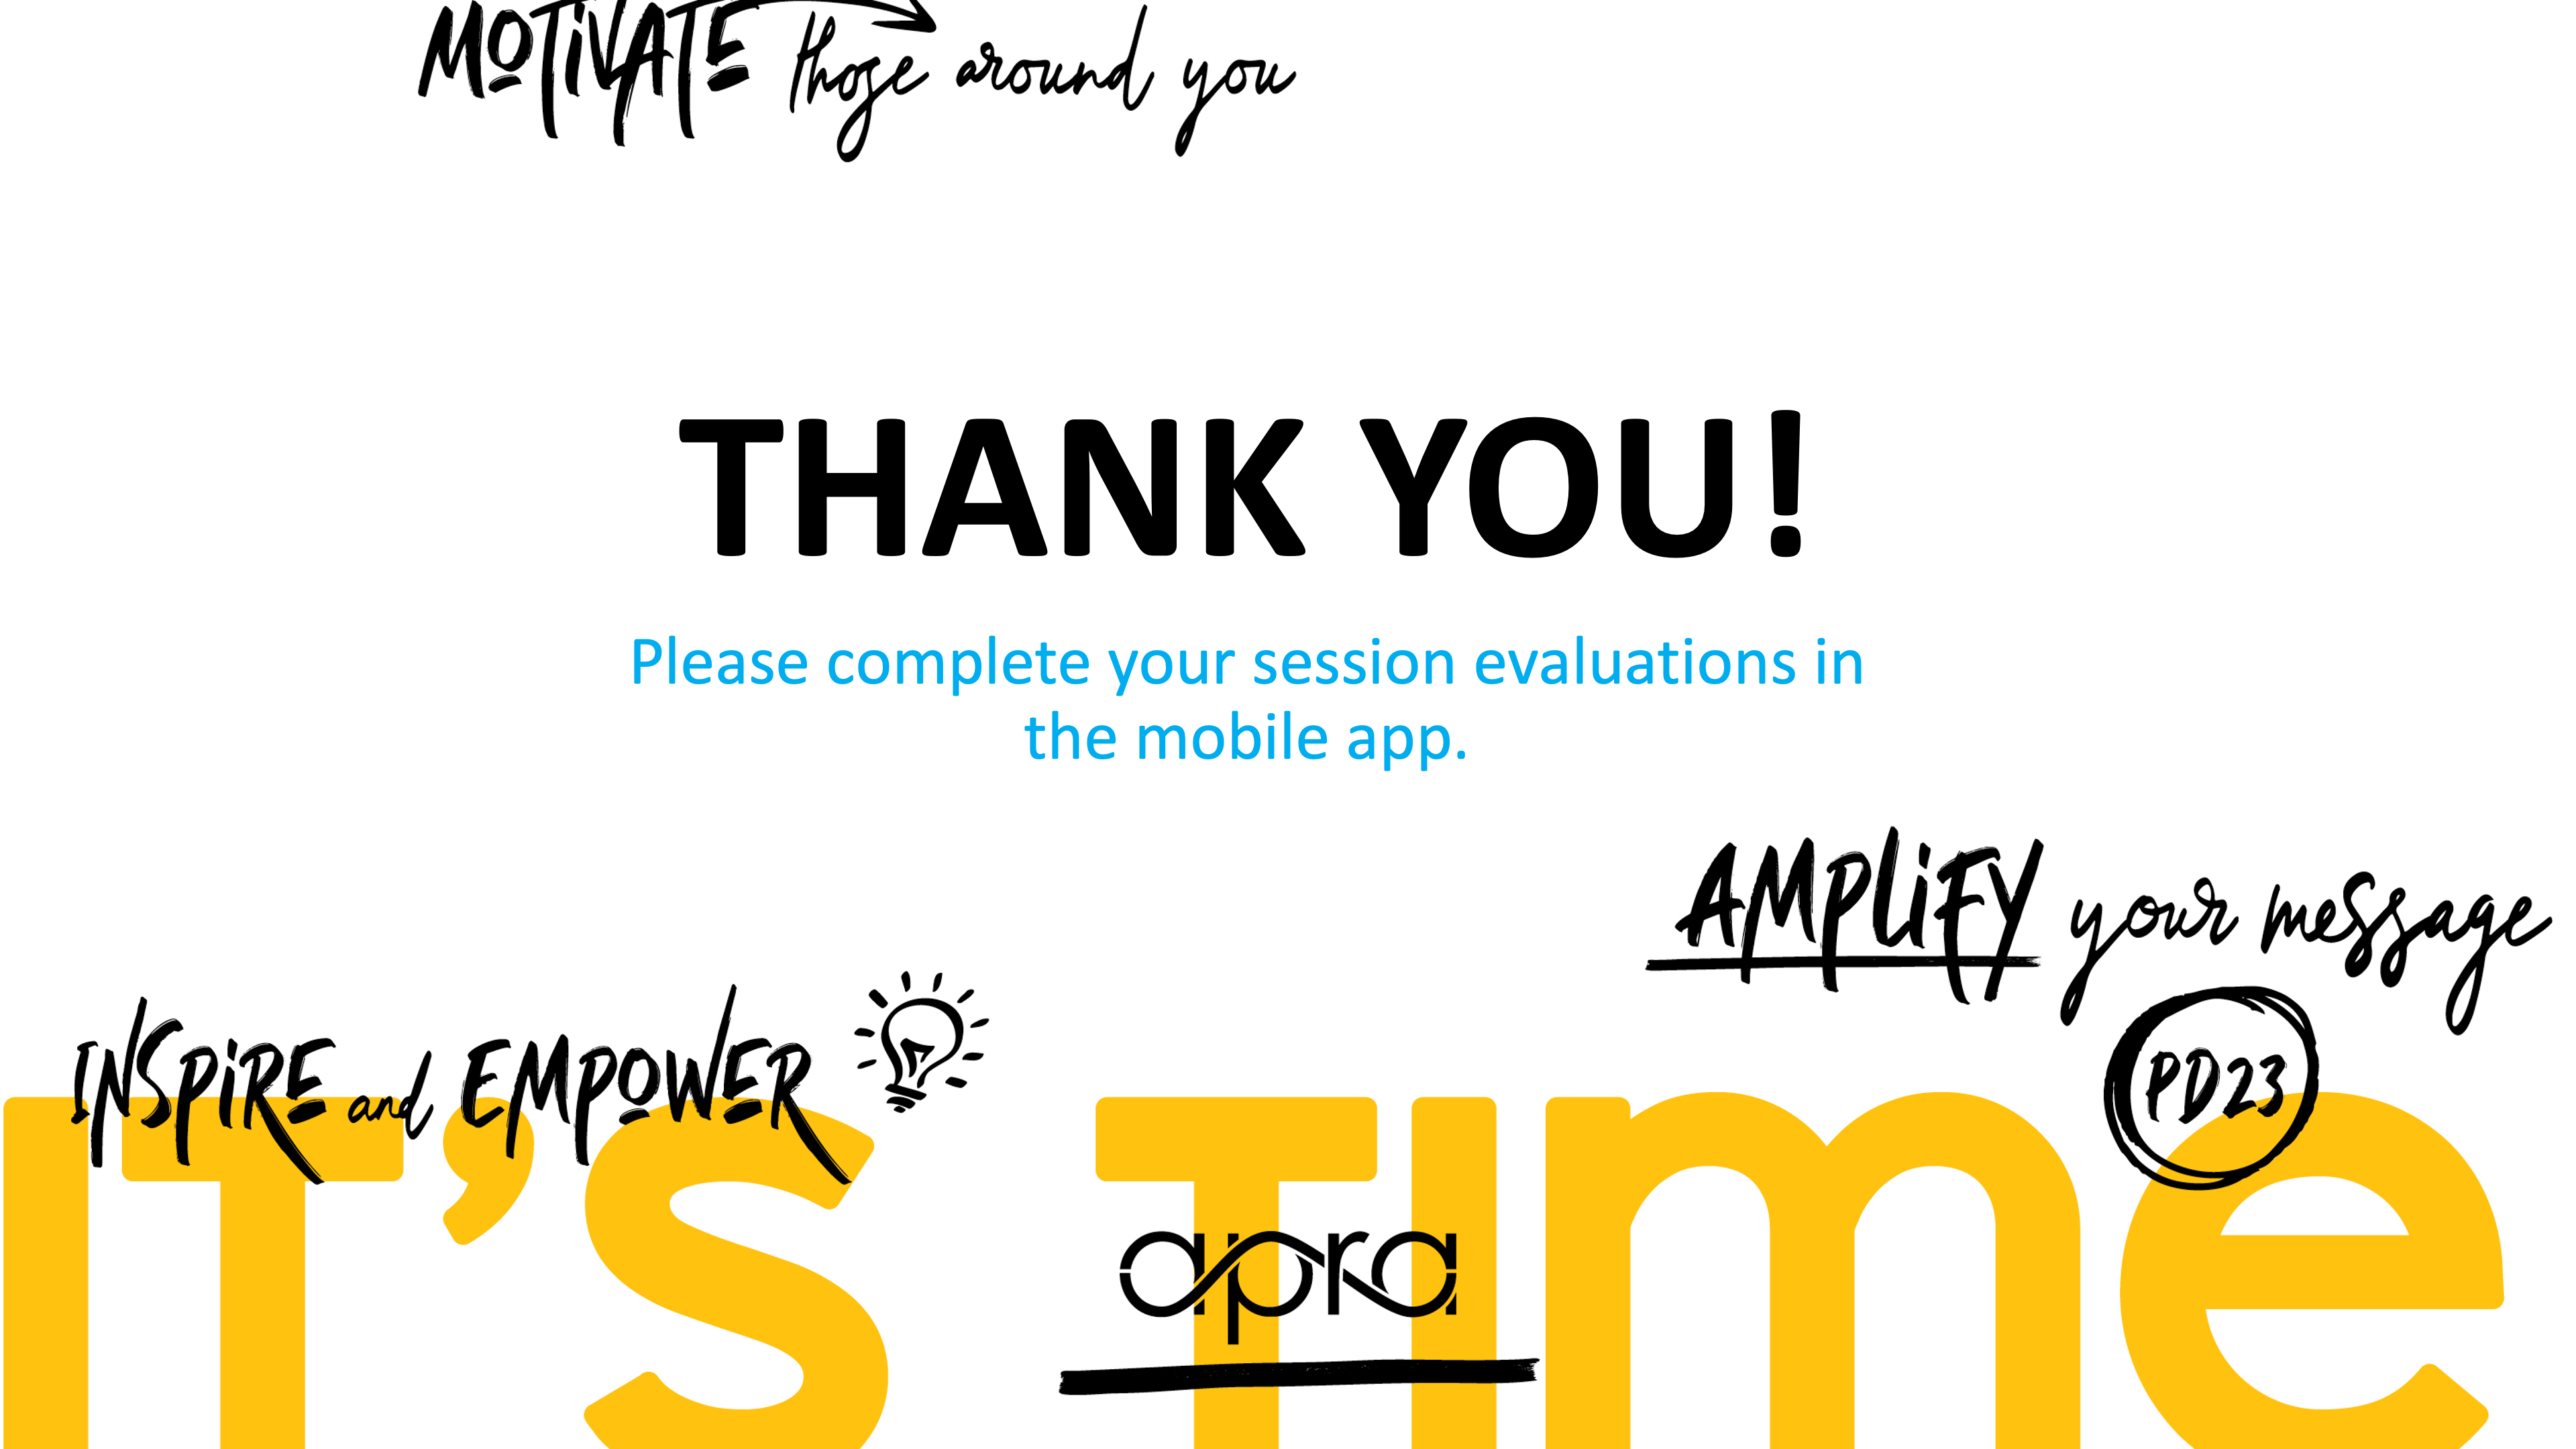 MOTIVATE those around you
THANK YOU!
Please complete your session evaluations in
the mobile app.
AMPLIFY your message
INSPIRE and EMPOWER
PD23
IT'S TIME
apra